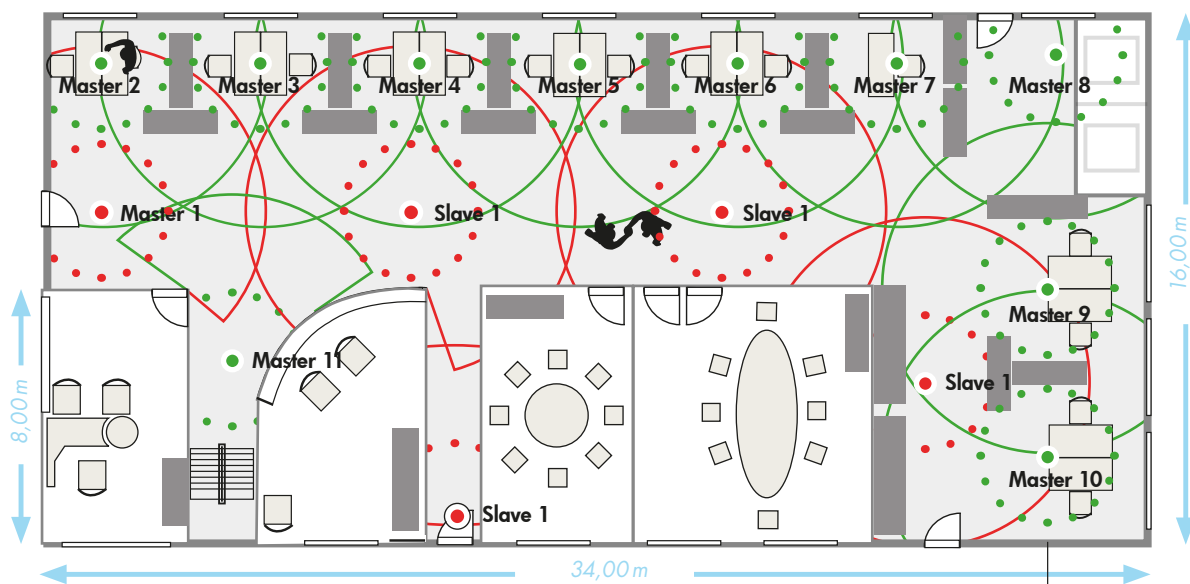 Master 2
Master 3
Master 4
Master 5
Master 6
Master 7
Master 8
Master 1
Slave 1
Slave 1
16,00 m
Master 9
Master 11
Slave 1
8,00 m
Master 10
Slave 1
34,00 m